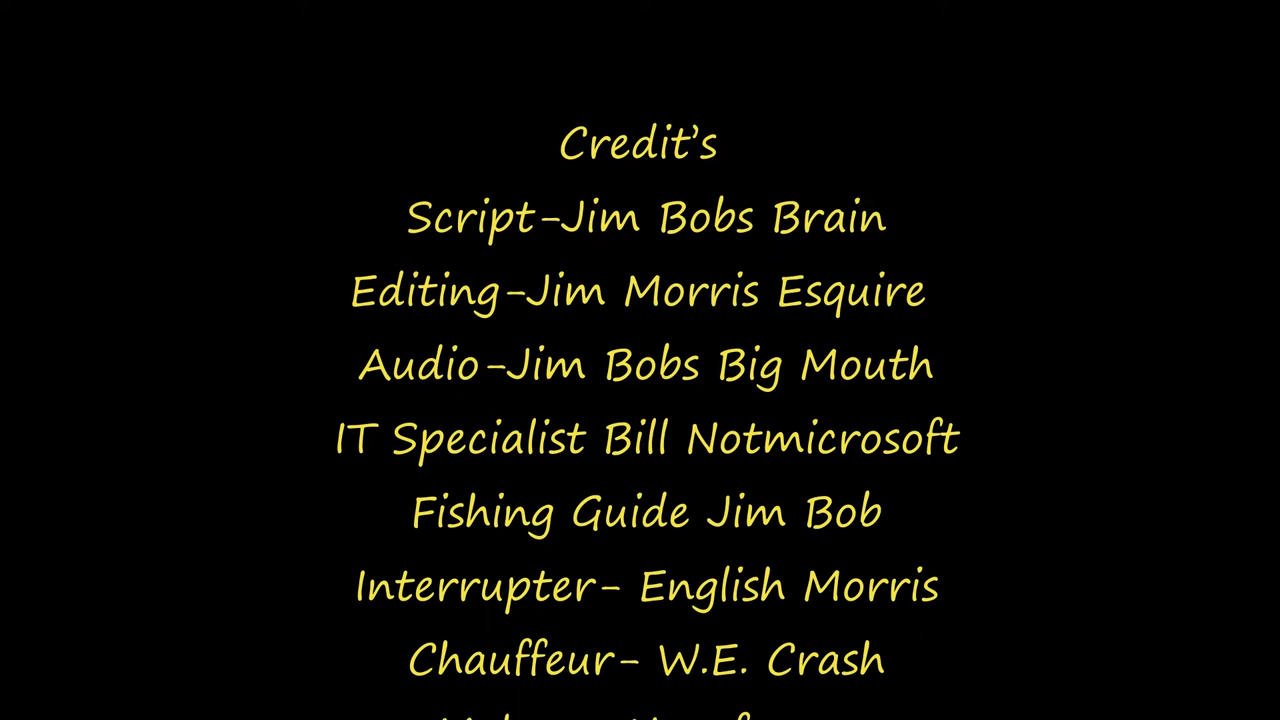 Credit’s
Script-Jim Bobs Brain
Editing-Jim Morris Esquire
Audio-Jim Bobs Big Mouth
IT Specialist Bill Notmicrosoft
Fishing Guide Jim Bob
Interrupter- English Morris
Chauffeur- W.E. Crash